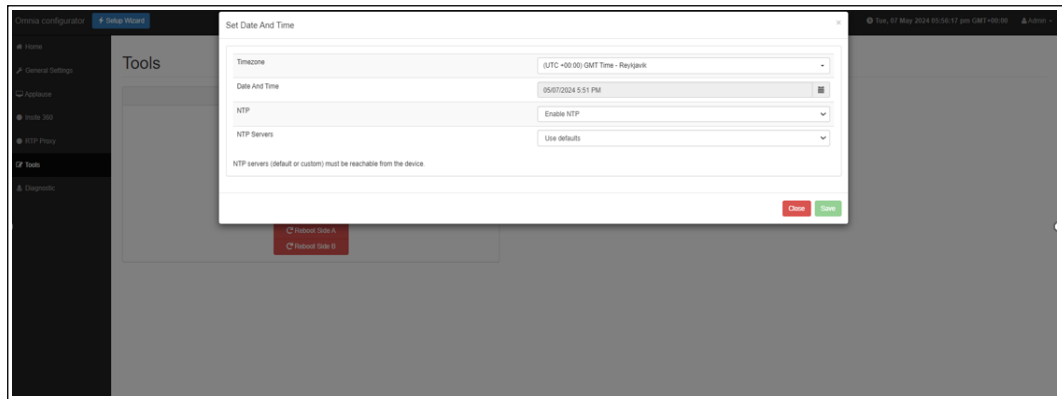 Omnia configurator
Setup Wizard
Tue, 07 May 2024 05:56:17 pm GMT+00:00
Admin
Home
General Settings
Applause
Insite 360
RTP Proxy
Tools
Diagnostic
Tools
Set Date And Time
×
Timezone
(UTC +00:00) GMT Time - Reykjavik
Date And Time
05/07/2024 5:51 PM
NTP
Enable NTP
NTP Servers
Use defaults
NTP servers (default or custom) must be reachable from the device.
Close
Save
Reboot Side A
Reboot Side B